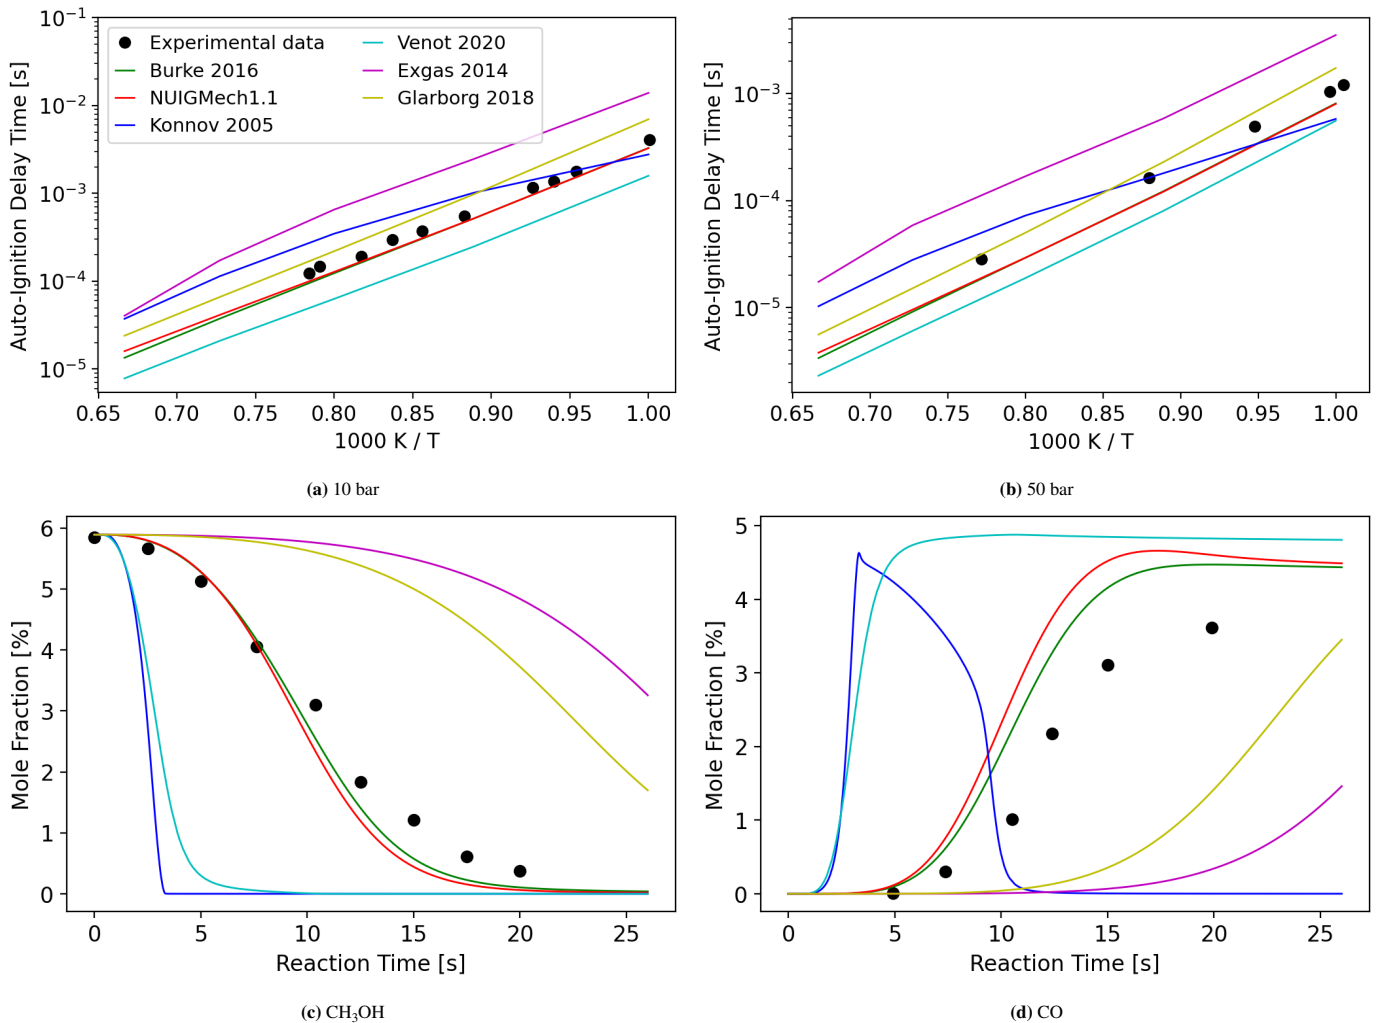 Auto-Ignition Delay Time [s]
10⁻¹
10⁻²
10⁻³
10⁻⁴
10⁻⁵
Experimental data
Burke 2016
NUIGMech1.1
Konnov 2005
Venot 2020
Exgas 2014
Glarborg 2018
0.65 0.70 0.75 0.80 0.85 0.90 0.95 1.00
1000 K / T
(a) 10 bar
Auto-Ignition Delay Time [s]
10⁻³
10⁻⁴
10⁻⁵
0.65 0.70 0.75 0.80 0.85 0.90 0.95 1.00
1000 K / T
(b) 50 bar
Mole Fraction [%]
6
5
4
3
2
1
0
0 5 10 15 20 25
Reaction Time [s]
(c) CH₃OH
Mole Fraction [%]
5
4
3
2
1
0
0 5 10 15 20 25
Reaction Time [s]
(d) CO